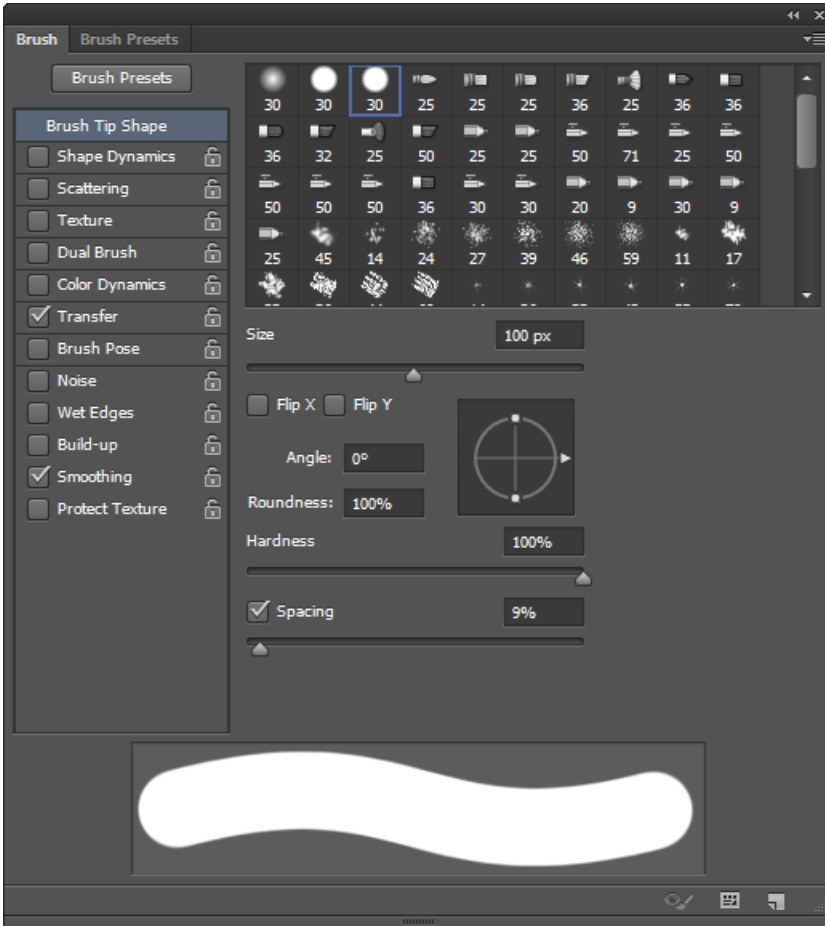 Brush Brush Presets
Brush Presets
Brush Tip Shape
Shape Dynamics
Scattering
Texture
Dual Brush
Color Dynamics
Transfer
Brush Pose
Noise
Wet Edges
Build-up
Smoothing
Protect Texture
30 30 30 25 25 25 36 25 36 36
36 32 25 50 25 25 50 71 25 50
50 50 50 36 30 30 20 9 30 9
25 45 14 24 27 39 46 59 11 17
Size 100 px
Flip X Flip Y
Angle: 0º
Roundness: 100%
Hardness 100%
Spacing 9%